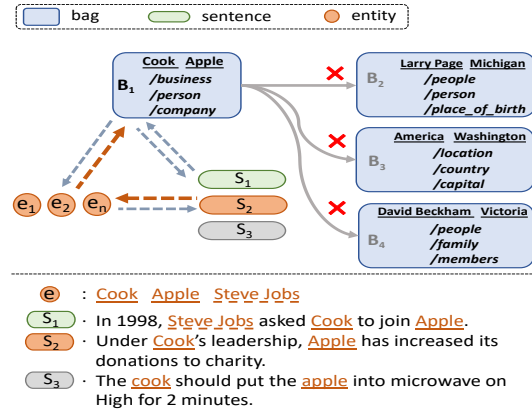 bag sentence entity
B1
Cook Apple
/business
/person
/company
B2
Larry Page Michigan
/people
/person
/place_of_birth
B3
America Washington
/location
/country
/capital
B4
David Beckham Victoria
/people
/family
/members
S1
e1 e2 en S2
S3
e : Cook Apple Steve Jobs
S1 · In 1998, Steve Jobs asked Cook to join Apple.
S2 · Under Cook's leadership, Apple has increased its
donations to charity.
S3 · The cook should put the apple into microwave on
High for 2 minutes.